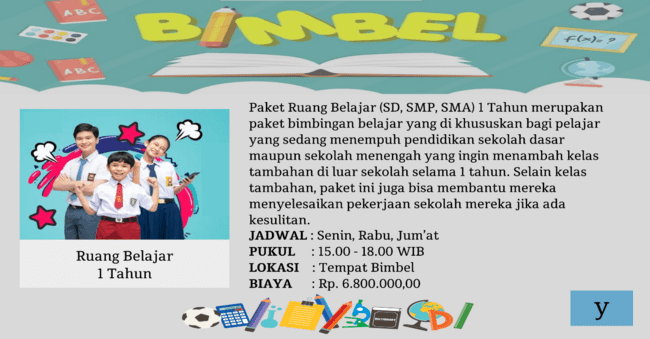 BIMBEL
ABC
ABC
ABC
f(x)=?
Paket Ruang Belajar (SD, SMP, SMA) 1 Tahun merupakan
paket bimbingan belajar yang di khususkan bagi pelajar
yang sedang menempuh pendidikan sekolah dasar
maupun sekolah menengah yang ingin menambah kelas
tambahan di luar sekolah selama 1 tahun. Selain kelas
tambahan, paket ini juga bisa membantu mereka
menyelesaikan pekerjaan sekolah mereka jika ada
kesulitan.
JADWAL : Senin, Rabu, Jum'at
PUKUL : 15.00 - 18.00 WIB
LOKASI : Tempat Bimbel
BIAYA : Rp. 6.800.000,00
Ruang Belajar
1 Tahun
y